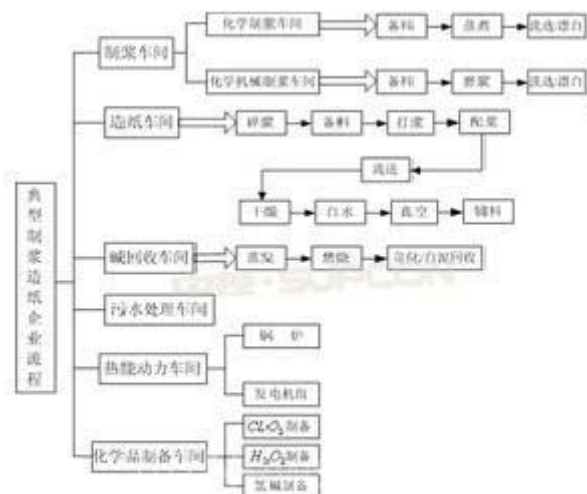 典型制浆造纸企业流程
制浆车间
化学制浆车间
备料
蒸煮
洗选/漂白
化学机械制浆车间
备料
磨浆
洗选/漂白
造纸车间
碎浆
备料
打浆
配浆
流送
干燥
白水
真空
辅料
碱回收车间
蒸发
燃烧
苛化/白泥回收
污水处理车间
热能动力车间
锅 炉
发电机组
化学品制备车间
CLO₂制备
H₂O₂制备
氯碱制备